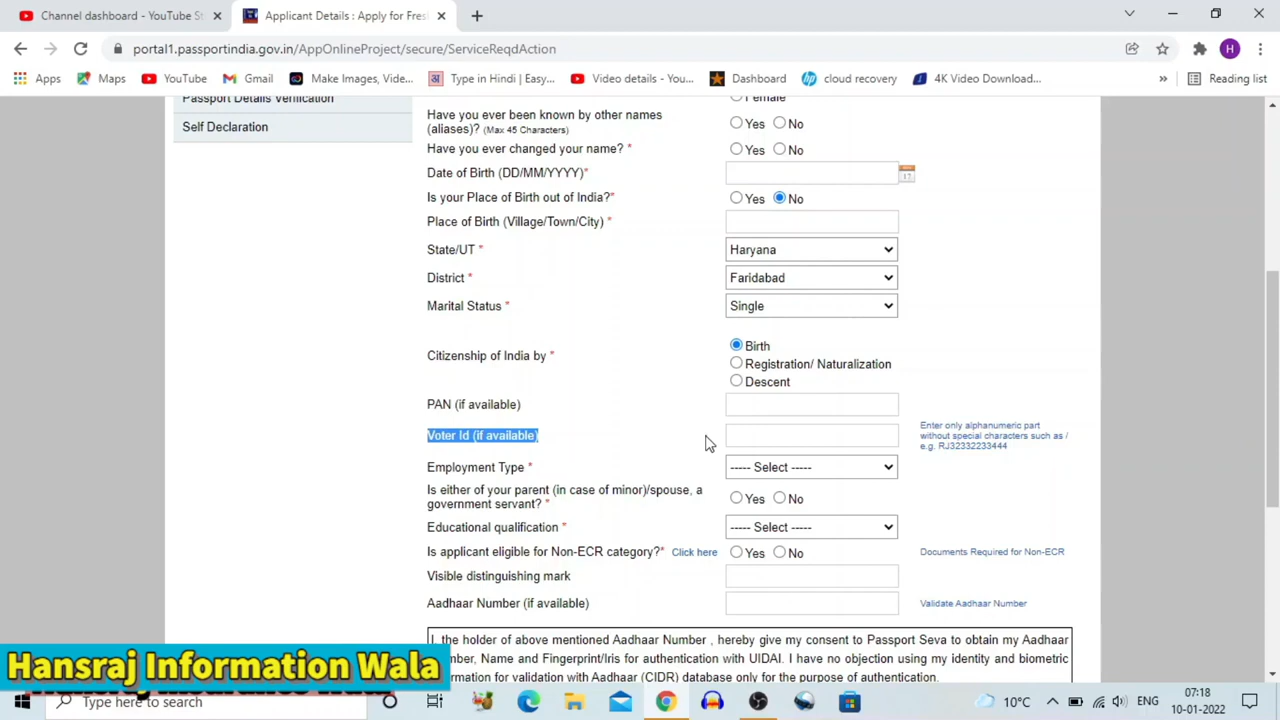 Channel dashboard - YouTube St
Applicant Details : Apply for Fres
portal1.passportindia.gov.in/AppOnlineProject/secure/ServiceReqdAction
H
Apps
Maps
YouTube
Gmail
Make Images, Vide...
Type in Hindi | Easy...
Video details - You...
Dashboard
cloud recovery
4K Video Download...
»
Reading list
Passport Details Verification
Self Declaration
Female
Have you ever been known by other names
(aliases)? (Max 45 Characters)
Yes No
Have you ever changed your name? *
Yes No
Date of Birth (DD/MM/YYYY)*
Is your Place of Birth out of India?*
Yes No
Place of Birth (Village/Town/City) *
State/UT *
Haryana
District *
Faridabad
Marital Status *
Single
Citizenship of India by *
Birth
Registration/ Naturalization
Descent
PAN (if available)
Voter Id (if available)
Enter only alphanumeric part
without special characters such as /
e.g. RJ32332233444
Employment Type *
----- Select -----
Is either of your parent (in case of minor)/spouse, a
government servant? *
Yes No
Educational qualification *
----- Select -----
Is applicant eligible for Non-ECR category?* Click here
Yes No
Documents Required for Non-ECR
Visible distinguishing mark
Aadhaar Number (if available)
Validate Aadhaar Number
I, the holder of above mentioned Aadhaar Number , hereby give my consent to Passport Seva to obtain my Aadhaar
Name and Fingerprint/Iris for authentication with UIDAI. I have no objection using my identity and biometric
for validation with Aadhaar (CIDR) database only for the purpose of authentication.
Hansraj Information Wala
Type here to search
10°C
ENG
07:18
10-01-2022